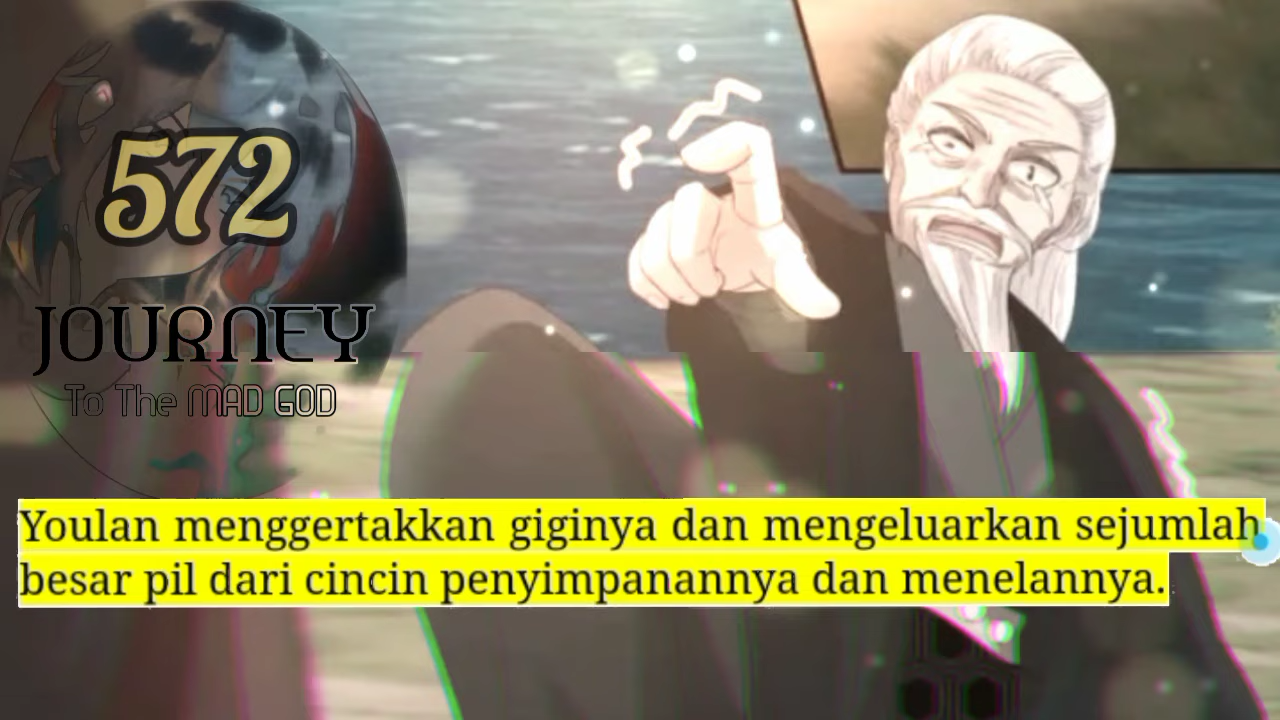 572
JOURNEY
To The MAD GOD
Youlan menggertakkan giginya dan mengeluarkan sejumlah
besar pil dari cincin penyimpanannya dan menelannya.